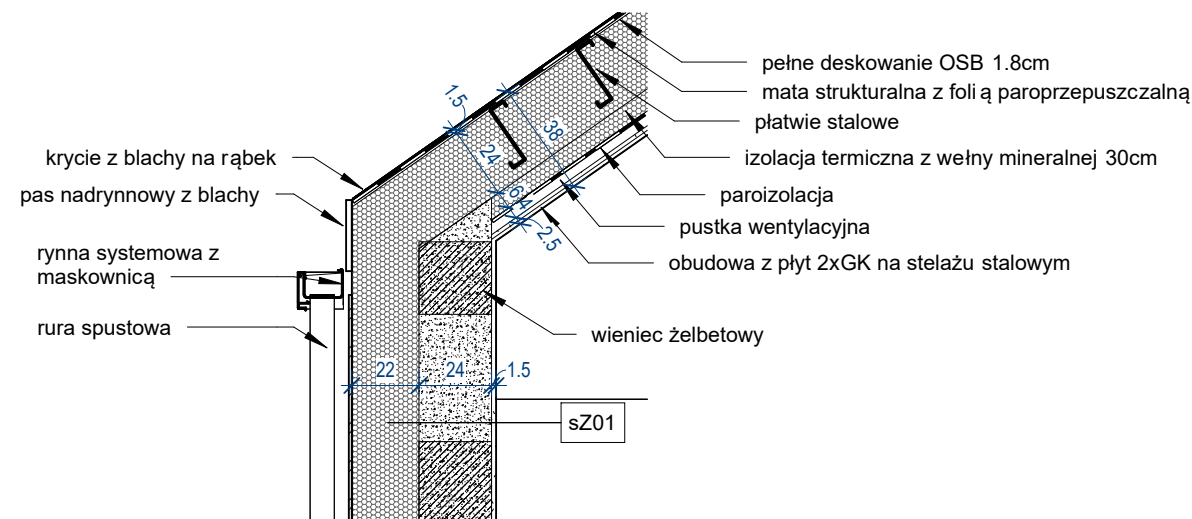 pełne deskowanie OSB 1.8cm
mata strukturalna z folią paroprzepuszczalną
płatwie stalowe
izolacja termiczna z wełny mineralnej 30cm
paroizolacja
pustka wentylacyjna
obudowa z płyt 2xGK na stelażu stalowym
wieniec żelbetowy
krycie z blachy na rąbek
pas nadrynnowy z blachy
rynna systemowa z
maskownicą
rura spustowa
1.5
24
38
6
4
2.5
22
24
1.5
sZ01